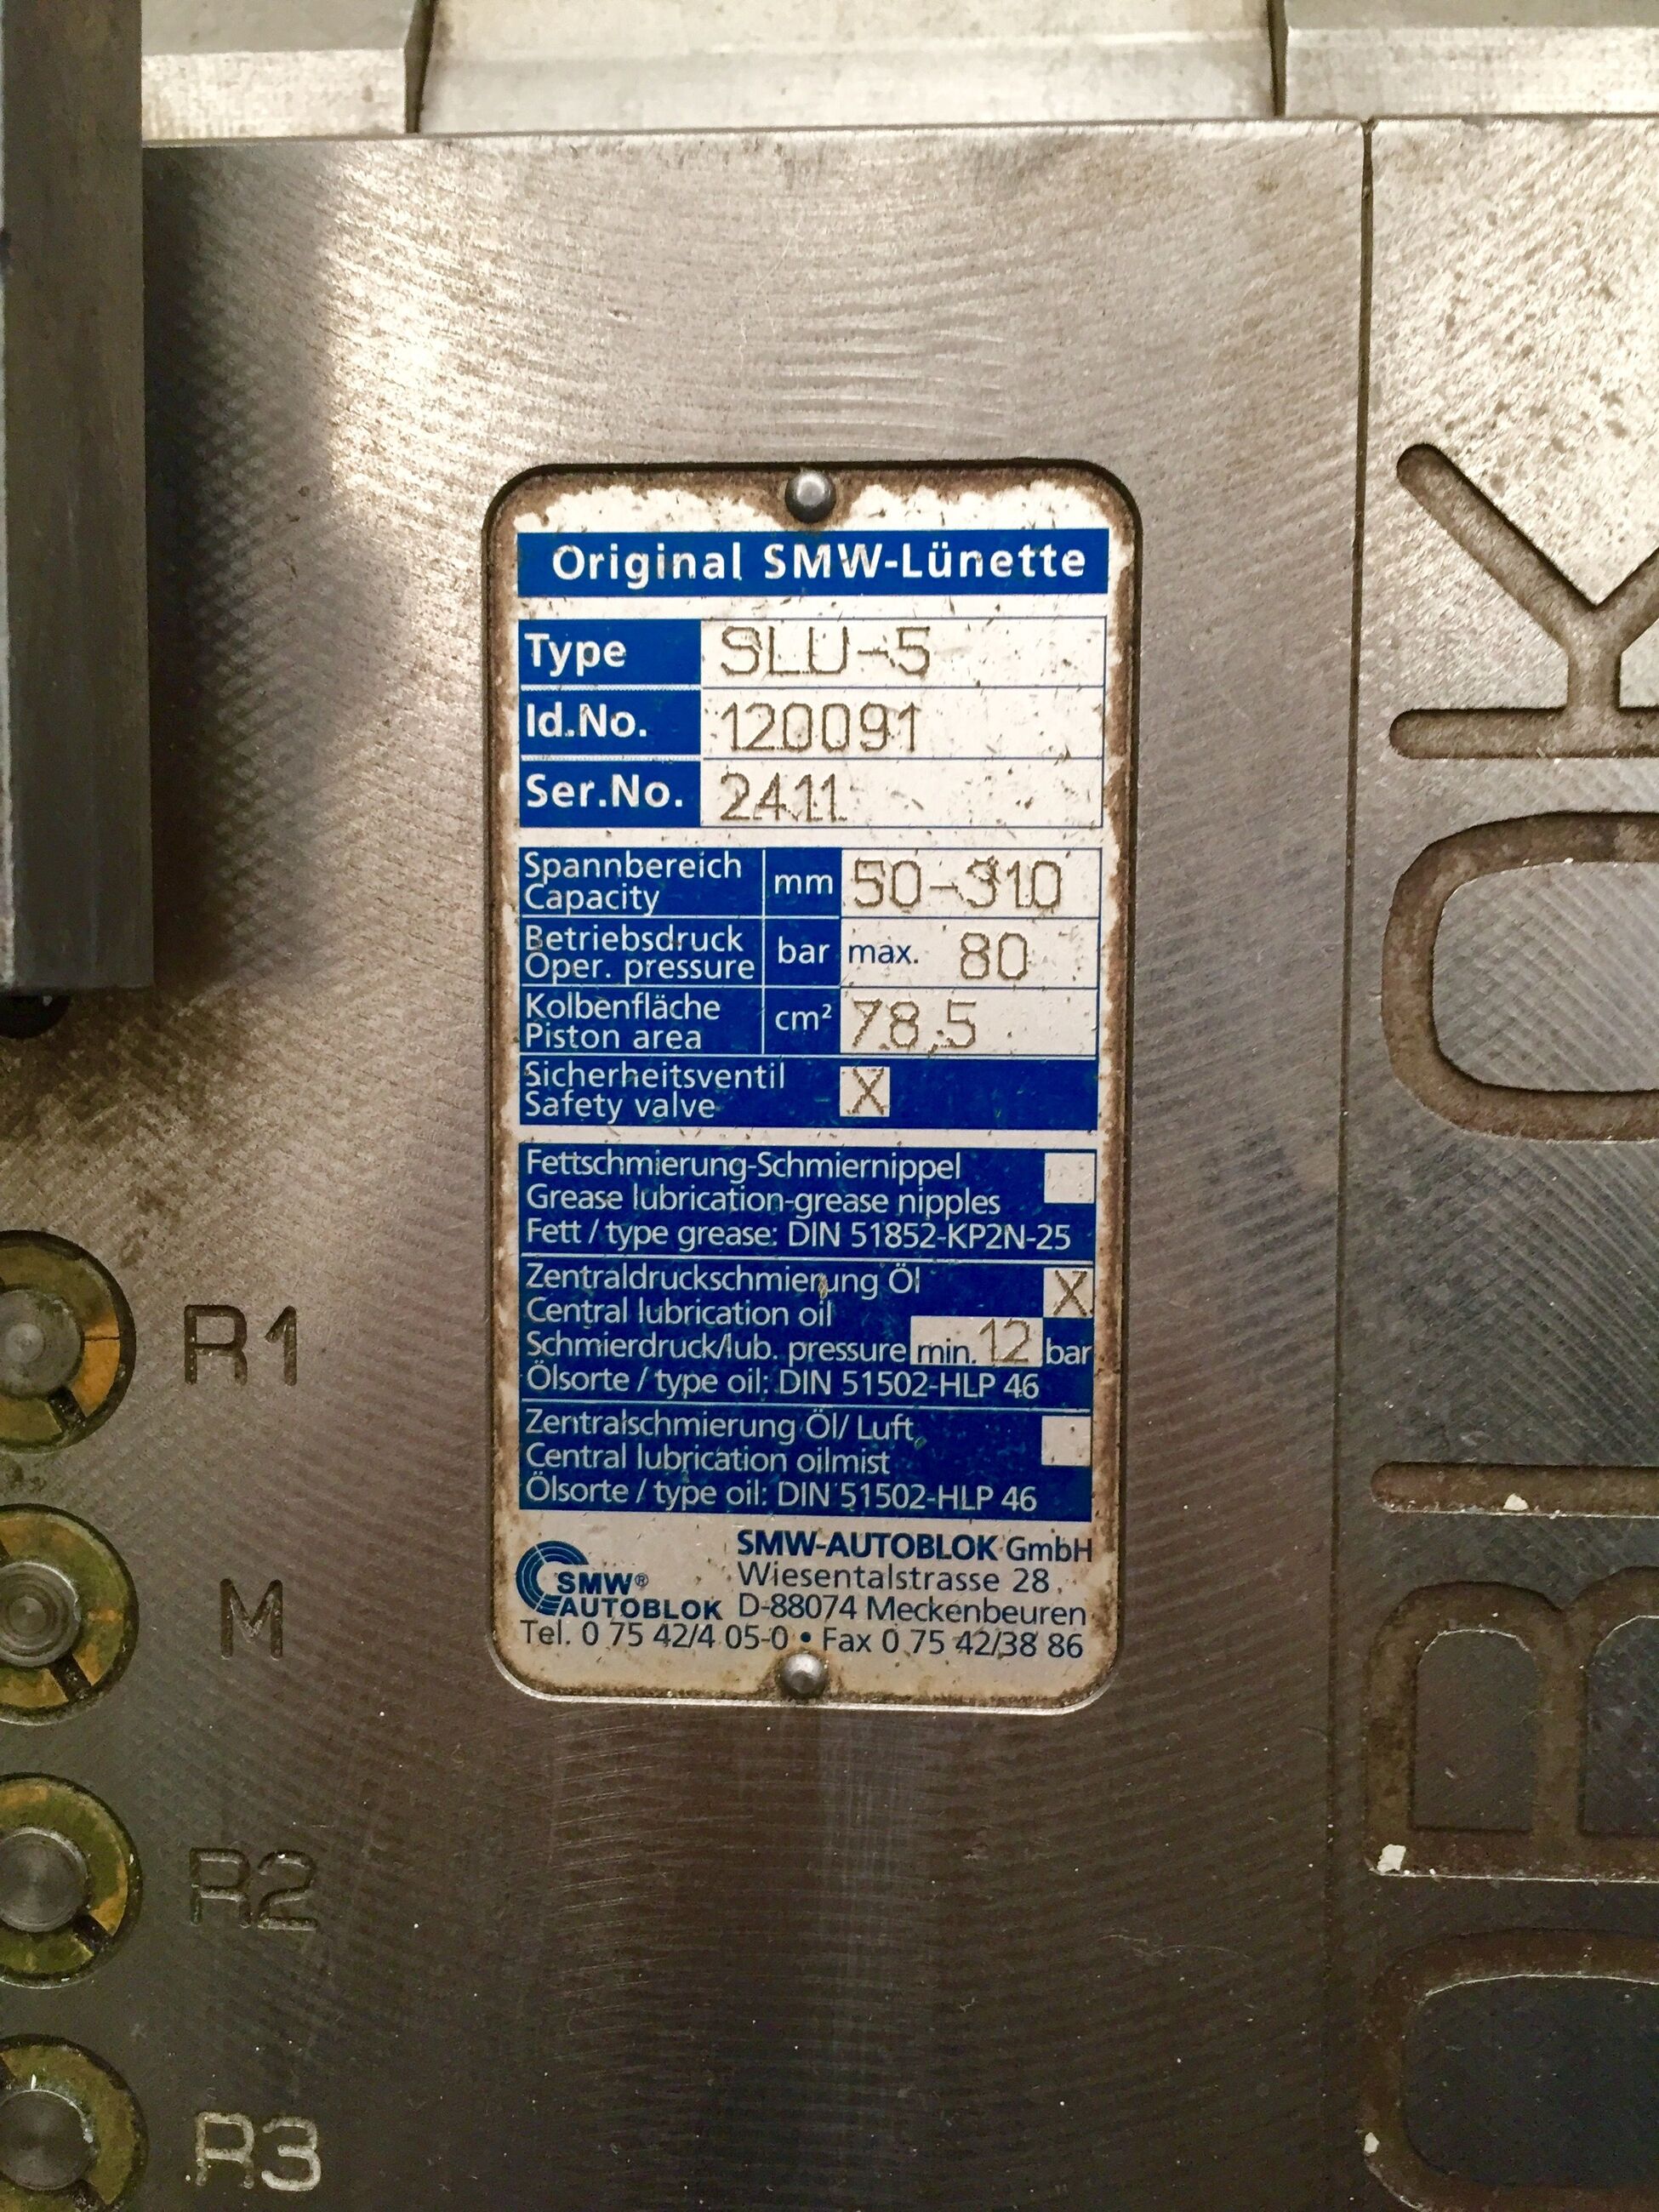 Original SMW-Lünette
Type SLU-5
Id.No. 120091
Ser.No. 2411
Spannbereich
Capacity mm 50-310
Betriebsdruck
Oper. pressure bar max. 80
Kolbenfläche
Piston area cm² 78,5
Sicherheitsventil
Safety valve X
Fettschmierung-Schmiernippel
Grease lubrication-grease nipples
Fett / type grease: DIN 51852-KP2N-25
Zentraldruckschmierung Öl X
Central lubrication oil
Schmierdruck/lub. pressure min. 12 bar
Ölsorte / type oil: DIN 51502-HLP 46
Zentralschmierung Öl/ Luft
Central lubrication oilmist
Ölsorte / type oil: DIN 51502-HLP 46
SMW®
AUTOBLOK
SMW-AUTOBLOK GmbH
Wiesentalstrasse 28
D-88074 Meckenbeuren
Tel. 0 75 42/4 05-0 • Fax 0 75 42/38 86
R1
M
R2
R3
OBLOK